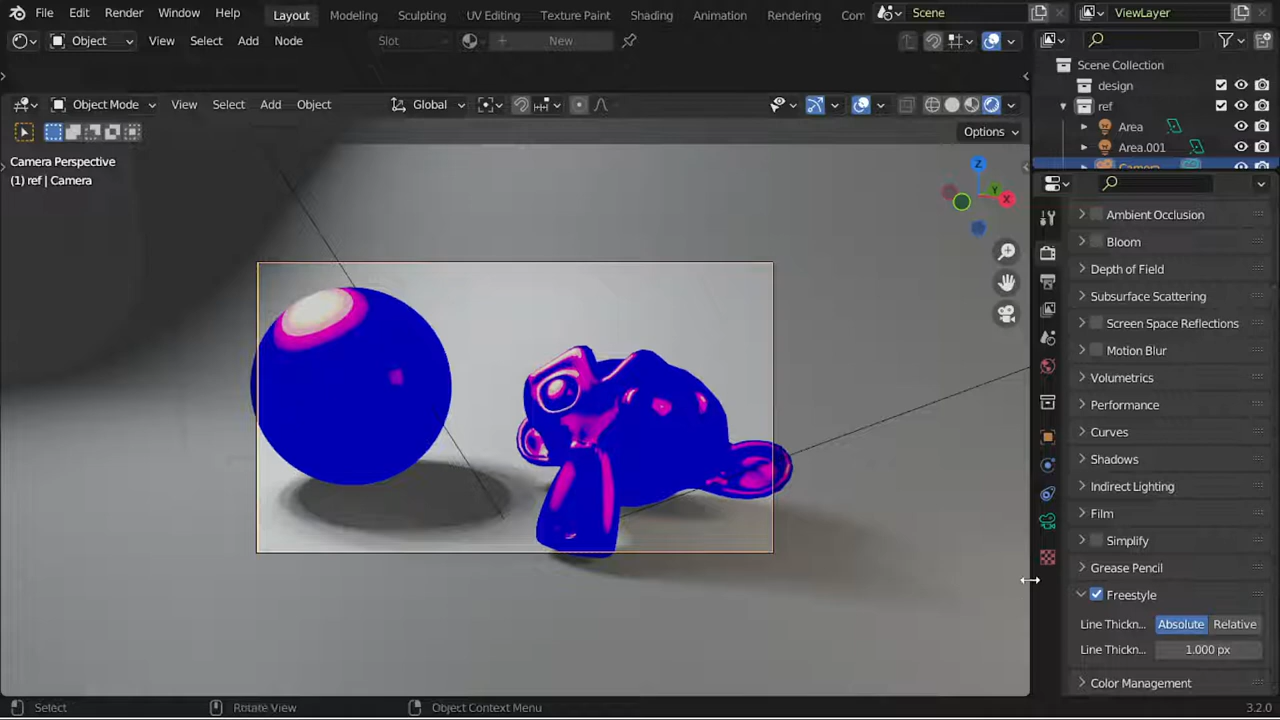 File Edit Render Window Help Layout Modeling Sculpting UV Editing Texture Paint Shading Animation Rendering Com Scene ViewLayer
Object View Select Add Node Slot New
Scene Collection
design
ref
Area
Area.001
Camera
Object Mode View Select Add Object Global
Options
Camera Perspective
(1) ref | Camera
Z
Y
X
Ambient Occlusion
Bloom
Depth of Field
Subsurface Scattering
Screen Space Reflections
Motion Blur
Volumetrics
Performance
Curves
Shadows
Indirect Lighting
Film
Simplify
Grease Pencil
Freestyle
Line Thickn... Absolute Relative
Line Thickn... 1.000 px
Color Management
Select Rotate View Object Context Menu 3.2.0